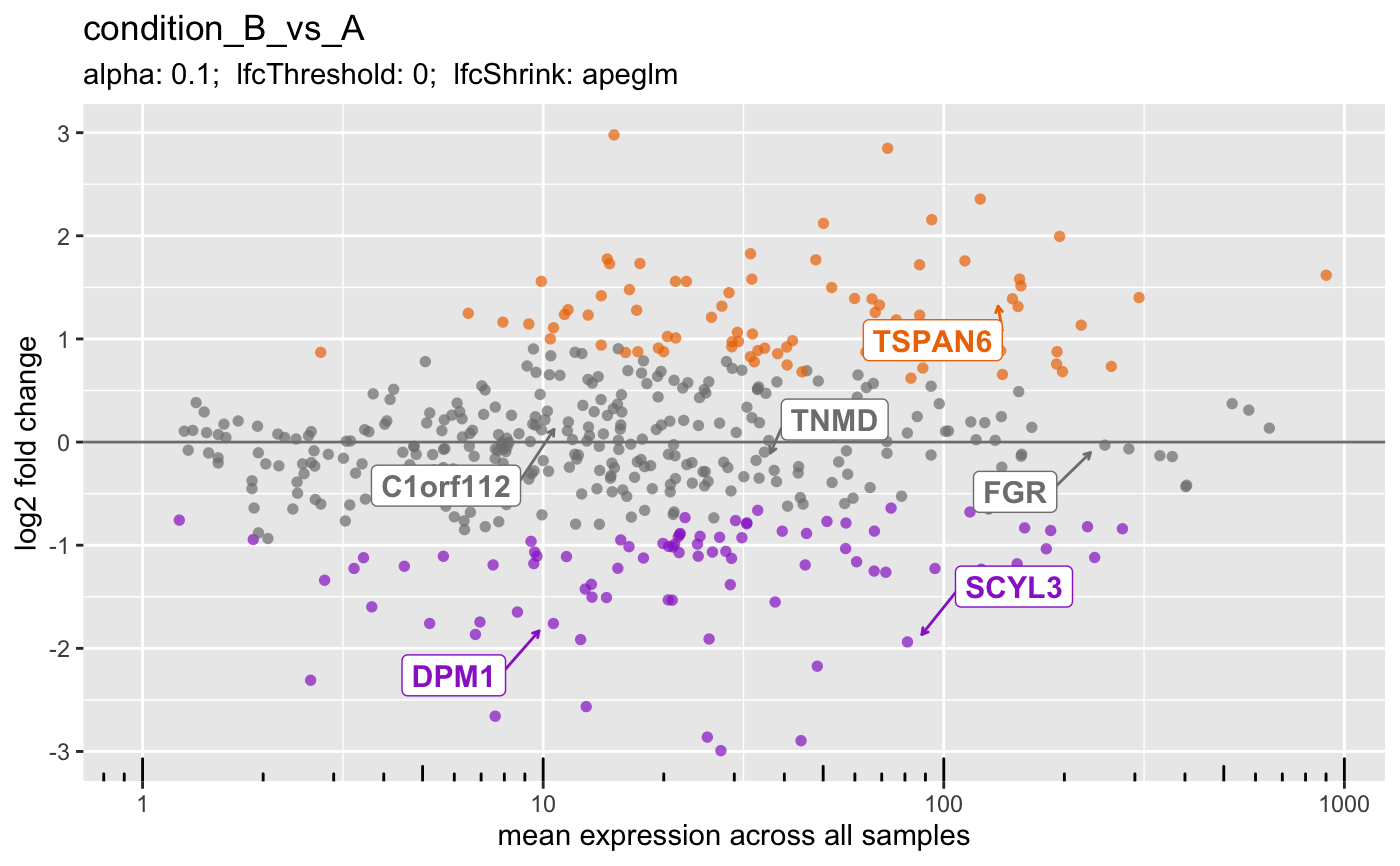 condition_B_vs_A
alpha: 0.1;  lfcThreshold: 0;  lfcShrink: apeglm
log2 fold change
3
2
1
0
-1
-2
-3
TSPAN6
TNMD
C1orf112
FGR
SCYL3
DPM1
1
10
100
1000
mean expression across all samples